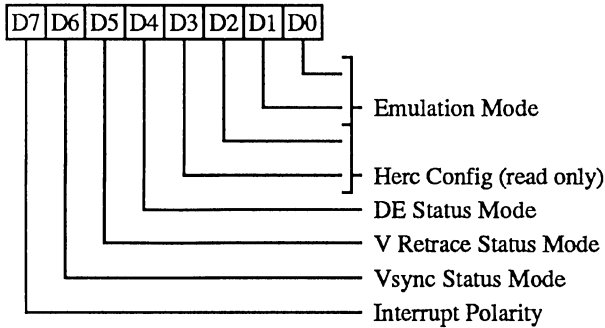 D7 D6 D5 D4 D3 D2 D1 D0
Emulation Mode
Herc Config (read only)
DE Status Mode
V Retrace Status Mode
Vsync Status Mode
Interrupt Polarity